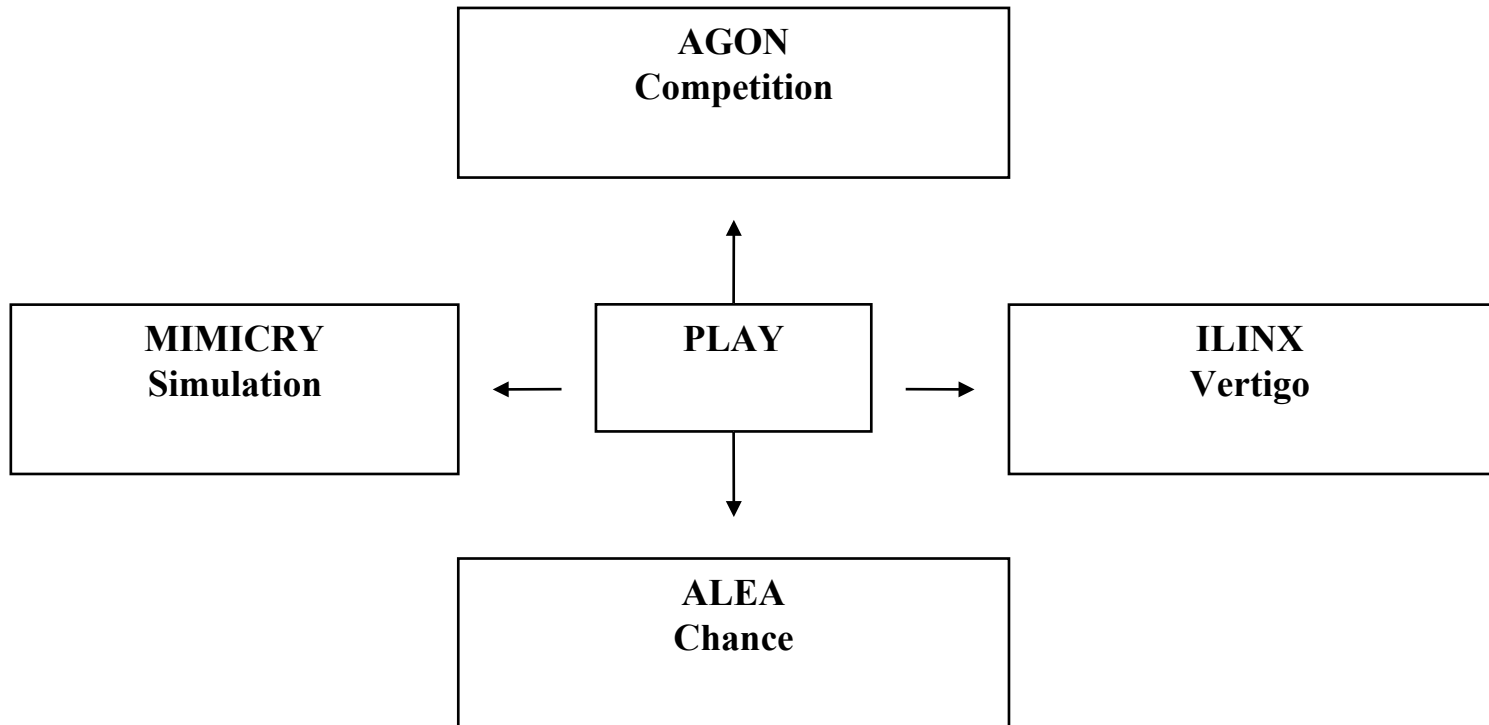 AGON
Competition
MIMICRY
Simulation
PLAY
ILINX
Vertigo
ALEA
Chance